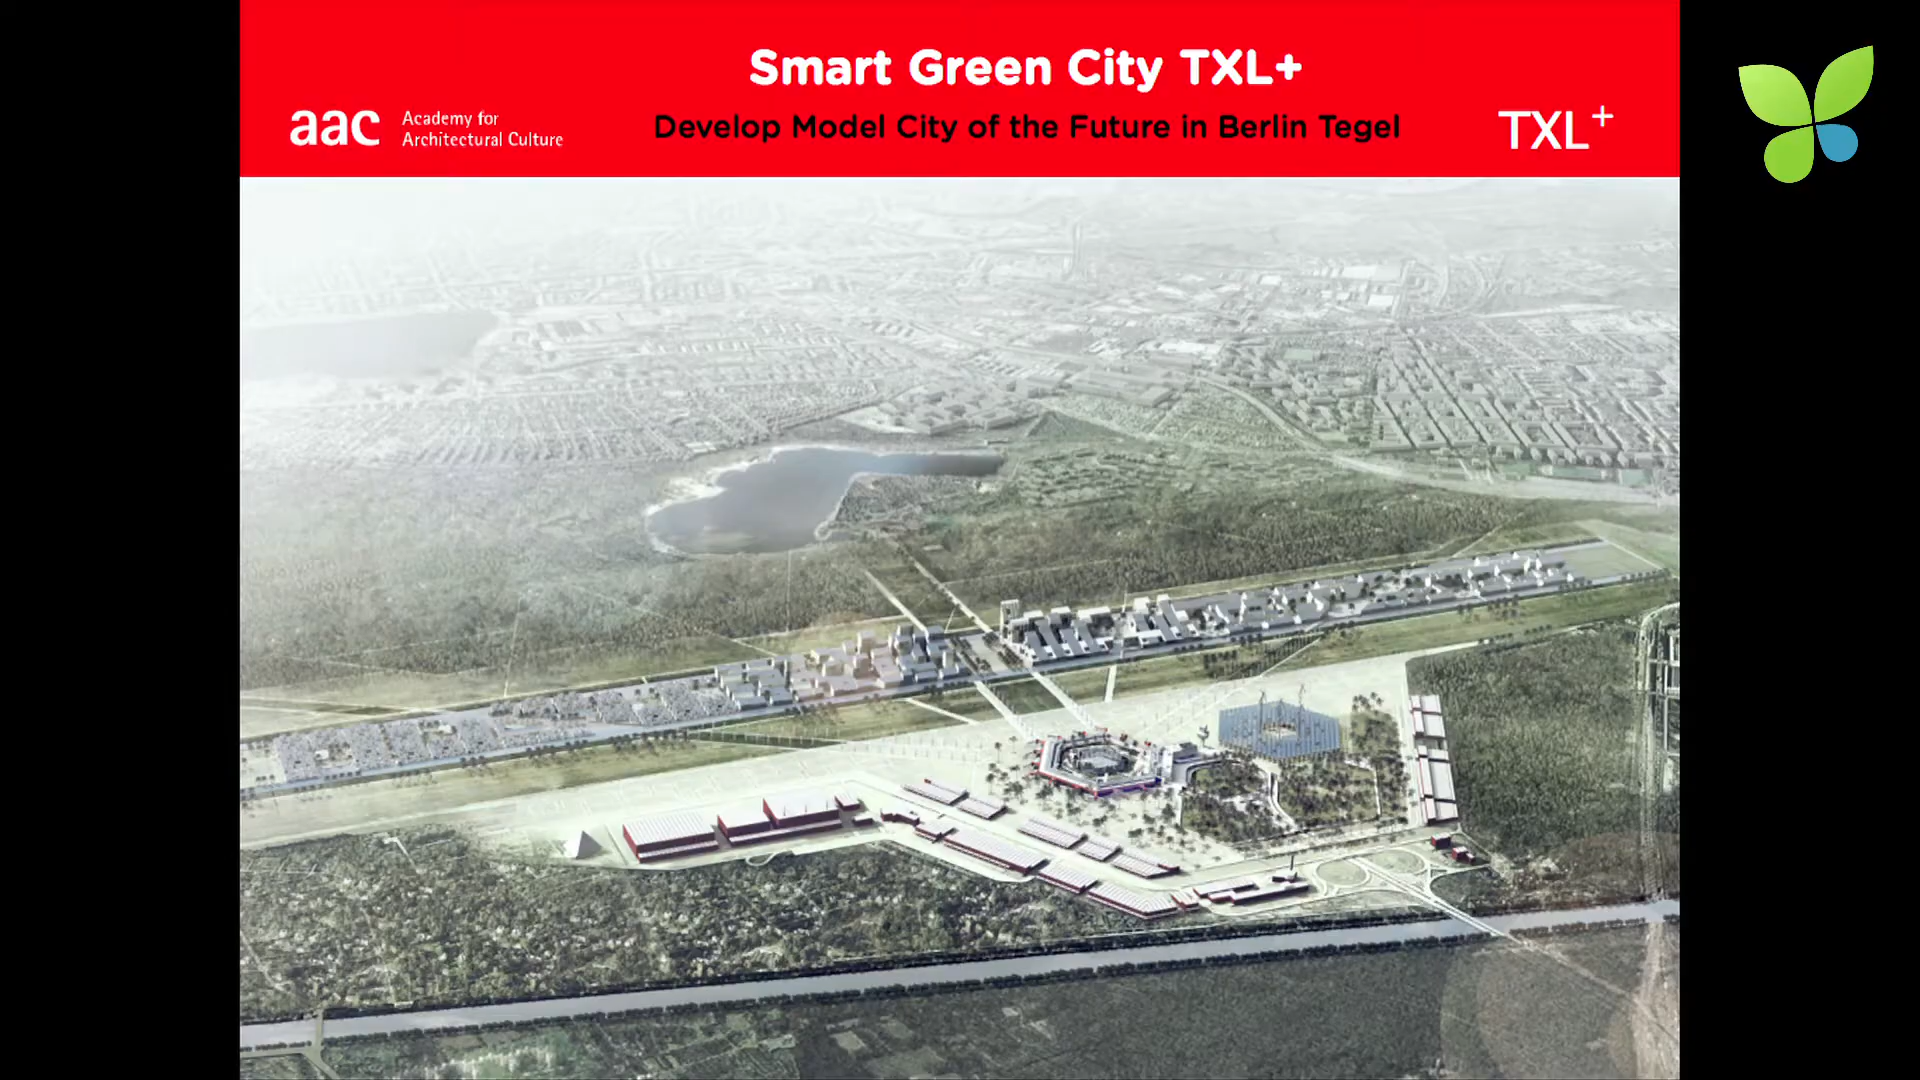 Smart Green City TXL+
aac Academy for
Architectural Culture
Develop Model City of the Future in Berlin Tegel
TXL+